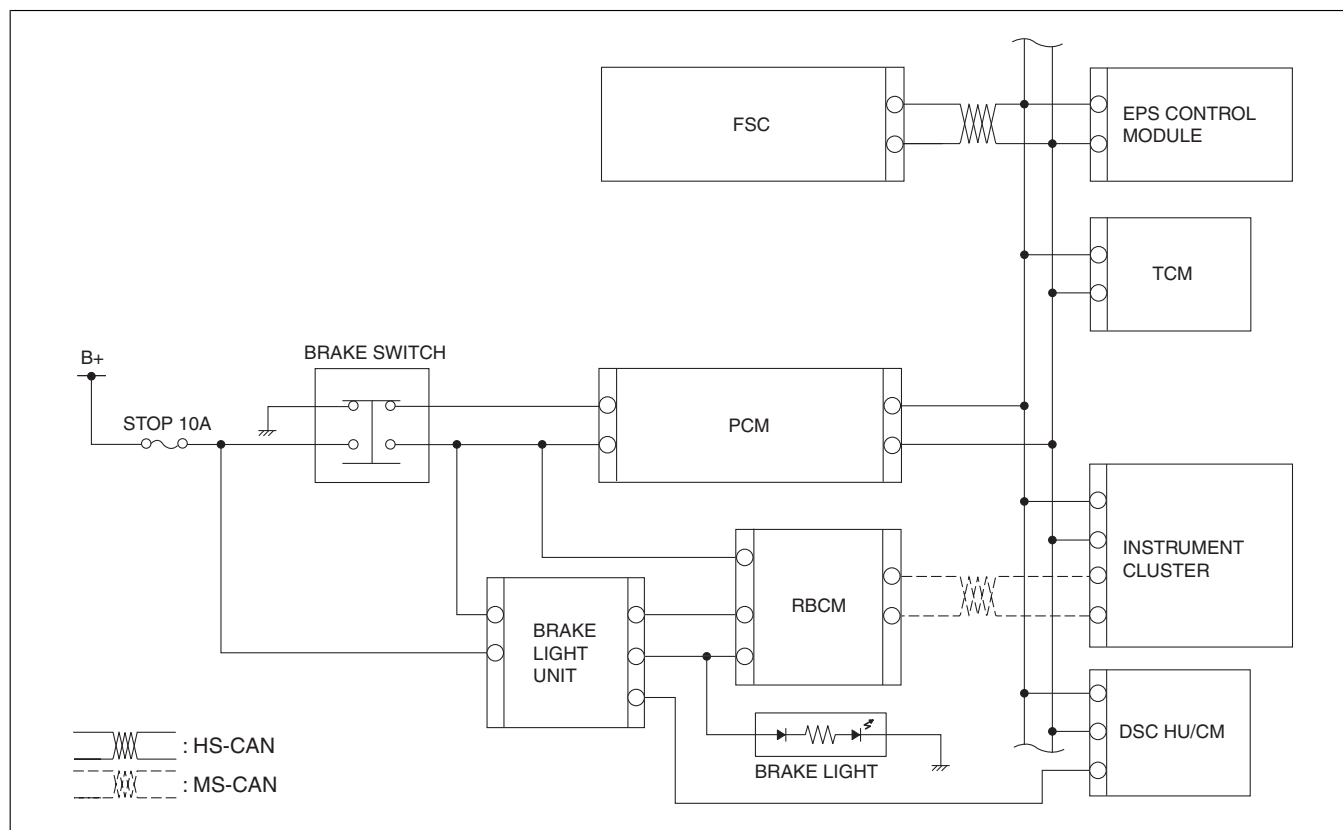 FSC
EPS CONTROL
MODULE
TCM
B+
BRAKE SWITCH
STOP 10A
PCM
INSTRUMENT
CLUSTER
RBCM
BRAKE
LIGHT
UNIT
DSC HU/CM
: HS-CAN
BRAKE LIGHT
: MS-CAN